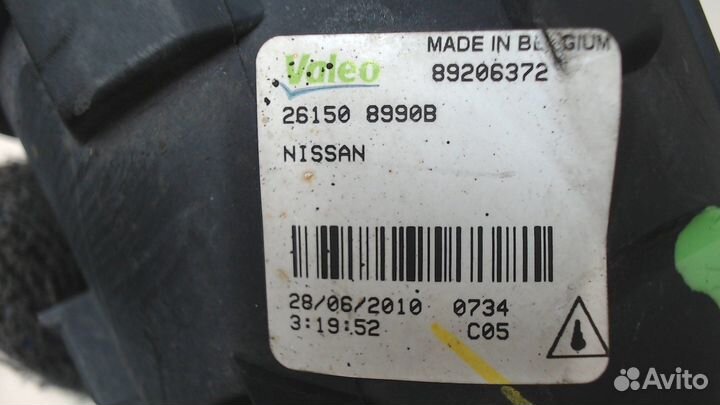 Valeo
MADE IN BELGIUM
89206372
26150 8990B
NISSAN
28/06/2010 0734
3:19:52 C05
Avito